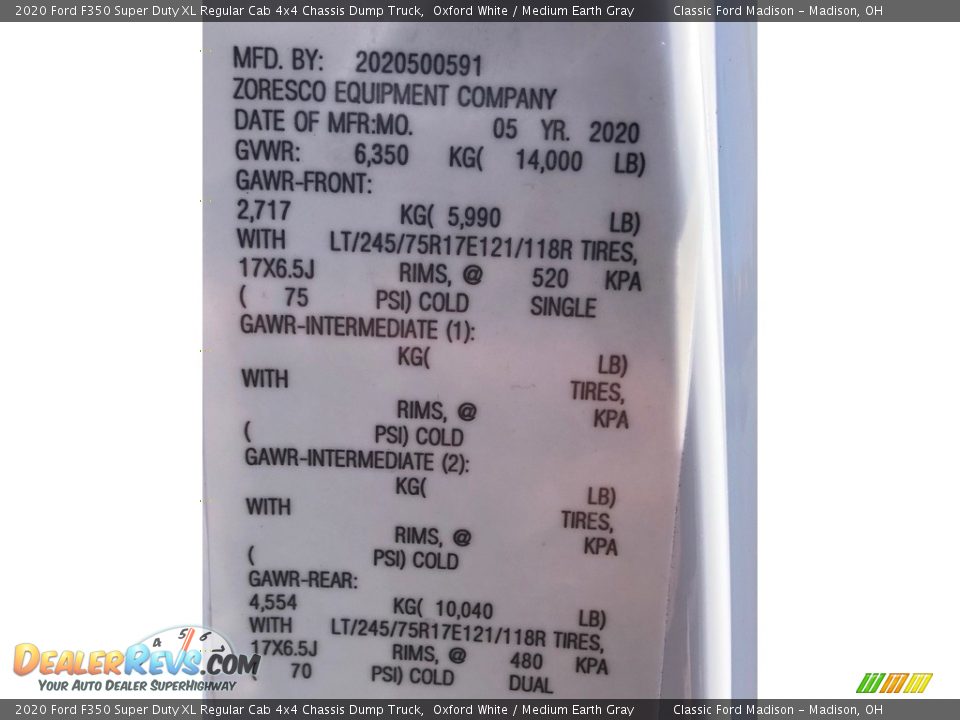 2020 Ford F350 Super Duty XL Regular Cab 4x4 Chassis Dump Truck, Oxford White / Medium Earth Gray Classic Ford Madison - Madison, OH
MFD. BY: 2020500591
ZORESCO EQUIPMENT COMPANY
DATE OF MFR:MO. 05 YR. 2020
GVWR: 6,350 KG( 14,000 LB)
GAWR-FRONT:
2,717 KG( 5,990 LB)
WITH LT/245/75R17E121/118R TIRES,
17X6.5J RIMS, @ 520 KPA
( 75 PSI) COLD SINGLE
GAWR-INTERMEDIATE (1):
KG( LB)
WITH TIRES,
RIMS, @ KPA
( PSI) COLD
GAWR-INTERMEDIATE (2):
KG( LB)
WITH TIRES,
RIMS, @ KPA
( PSI) COLD
GAWR-REAR:
4,554 KG( 10,040 LB)
WITH LT/245/75R17E121/118R TIRES,
17X6.5J RIMS, @ 480 KPA
( 70 PSI) COLD DUAL
4 5 6
DealerRevs.com
Your Auto Dealer SuperHighway
2020 Ford F350 Super Duty XL Regular Cab 4x4 Chassis Dump Truck, Oxford White / Medium Earth Gray Classic Ford Madison - Madison, OH